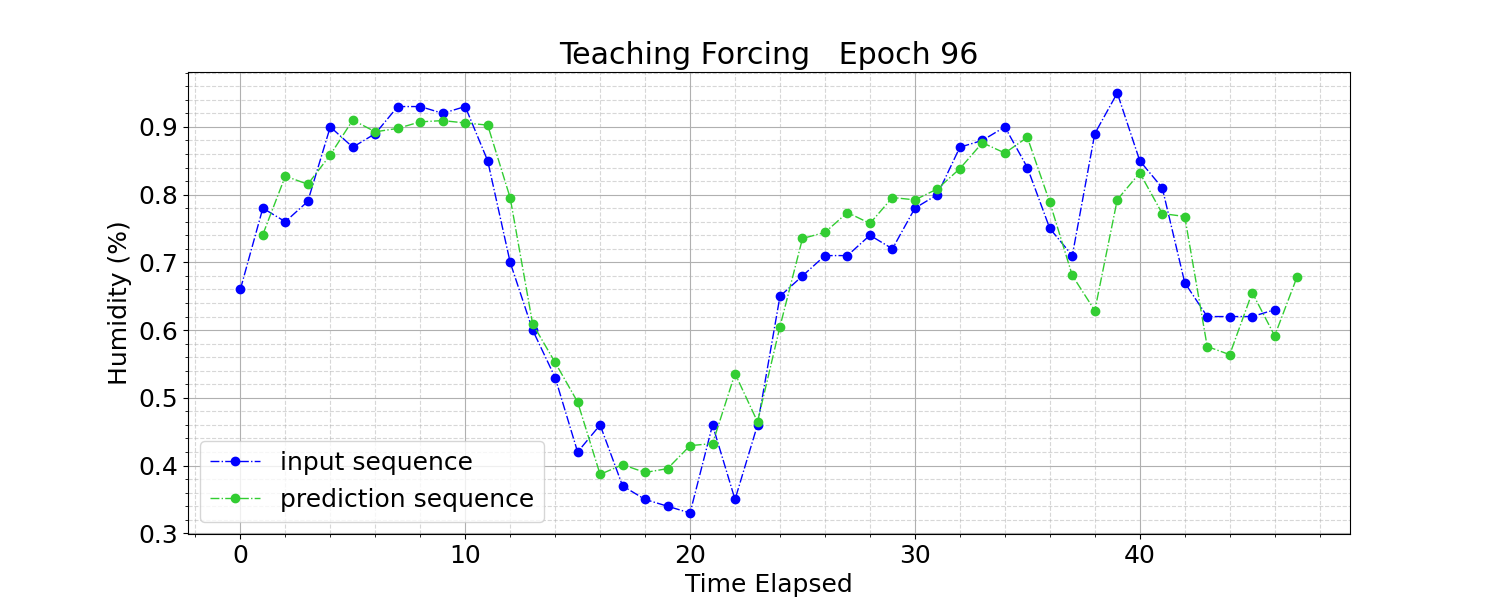 Teaching Forcing   Epoch 96
Humidity (%)
0.9
0.8
0.7
0.6
0.5
0.4
0.3
input sequence
prediction sequence
0 10 20 30 40
Time Elapsed